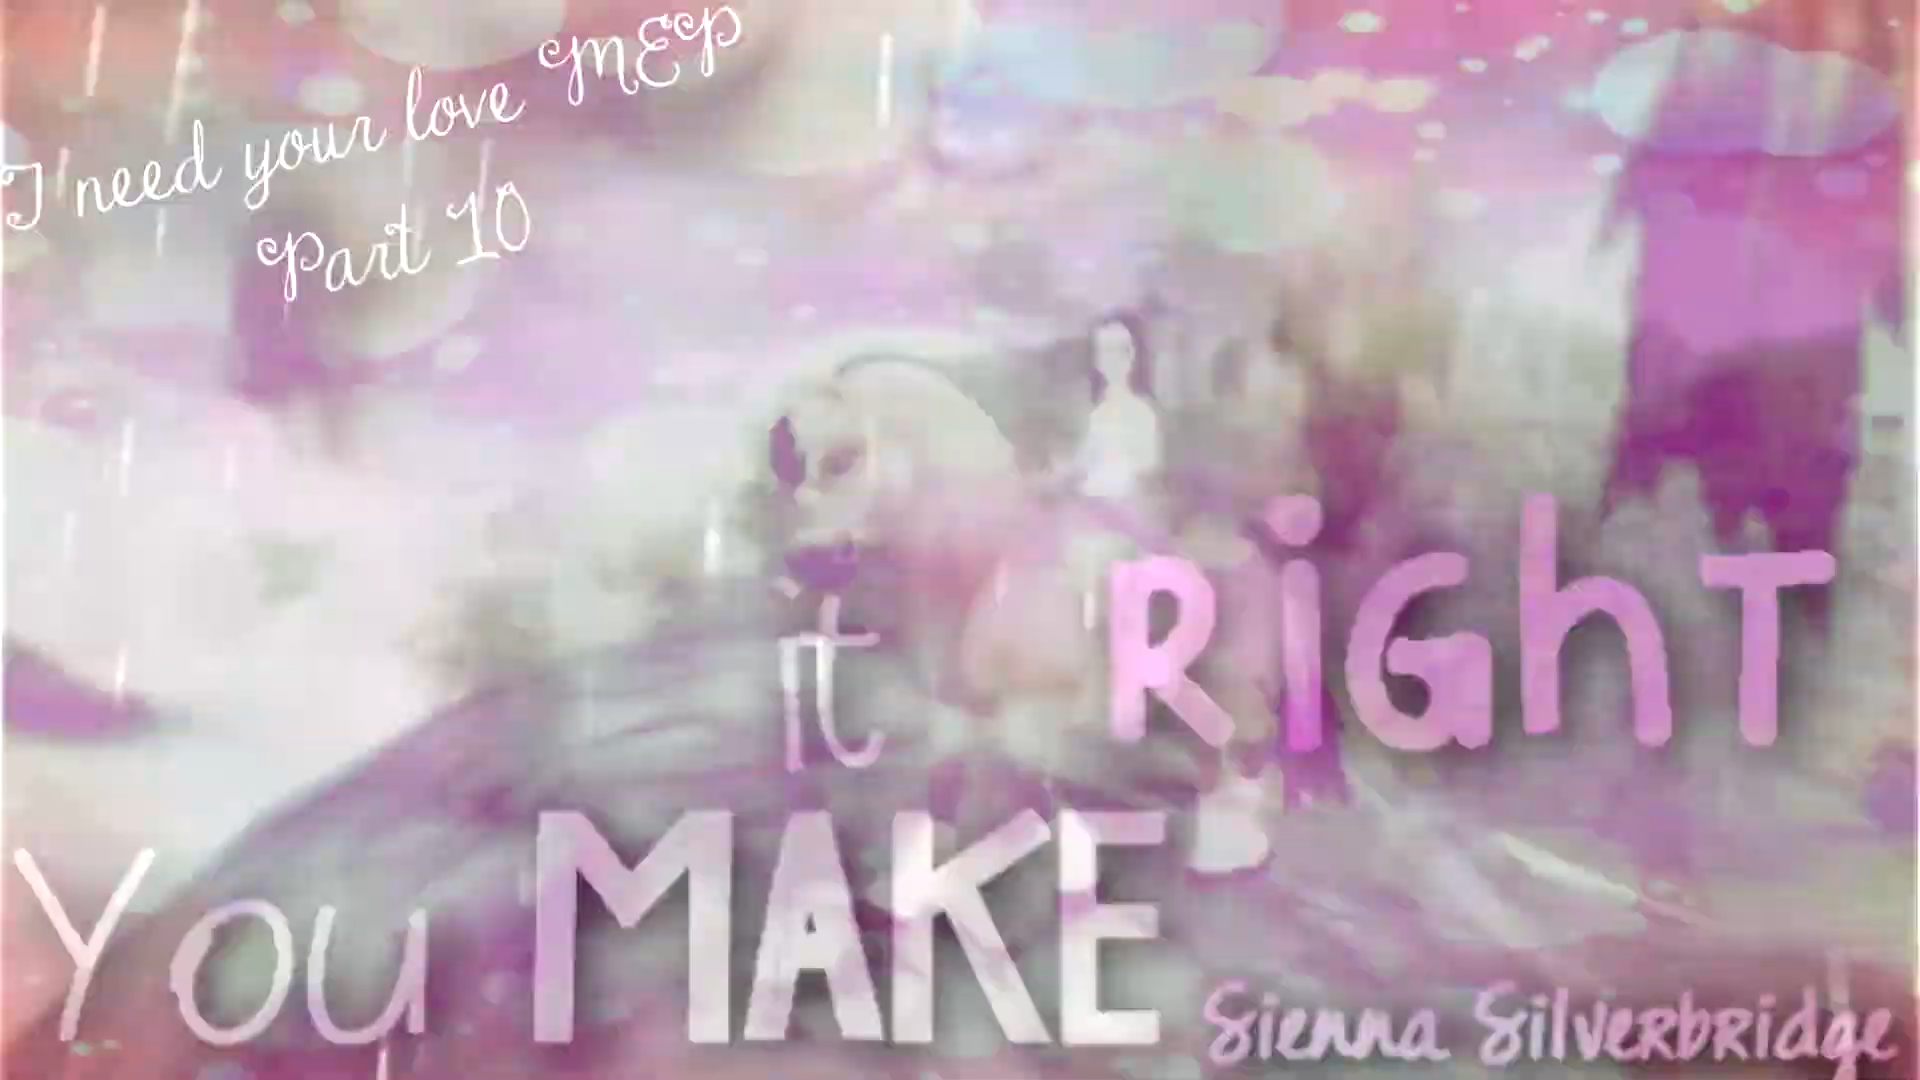 I need your love MEP
Part 10
it RiGhT
You MAKE
Sienna Silverbridge